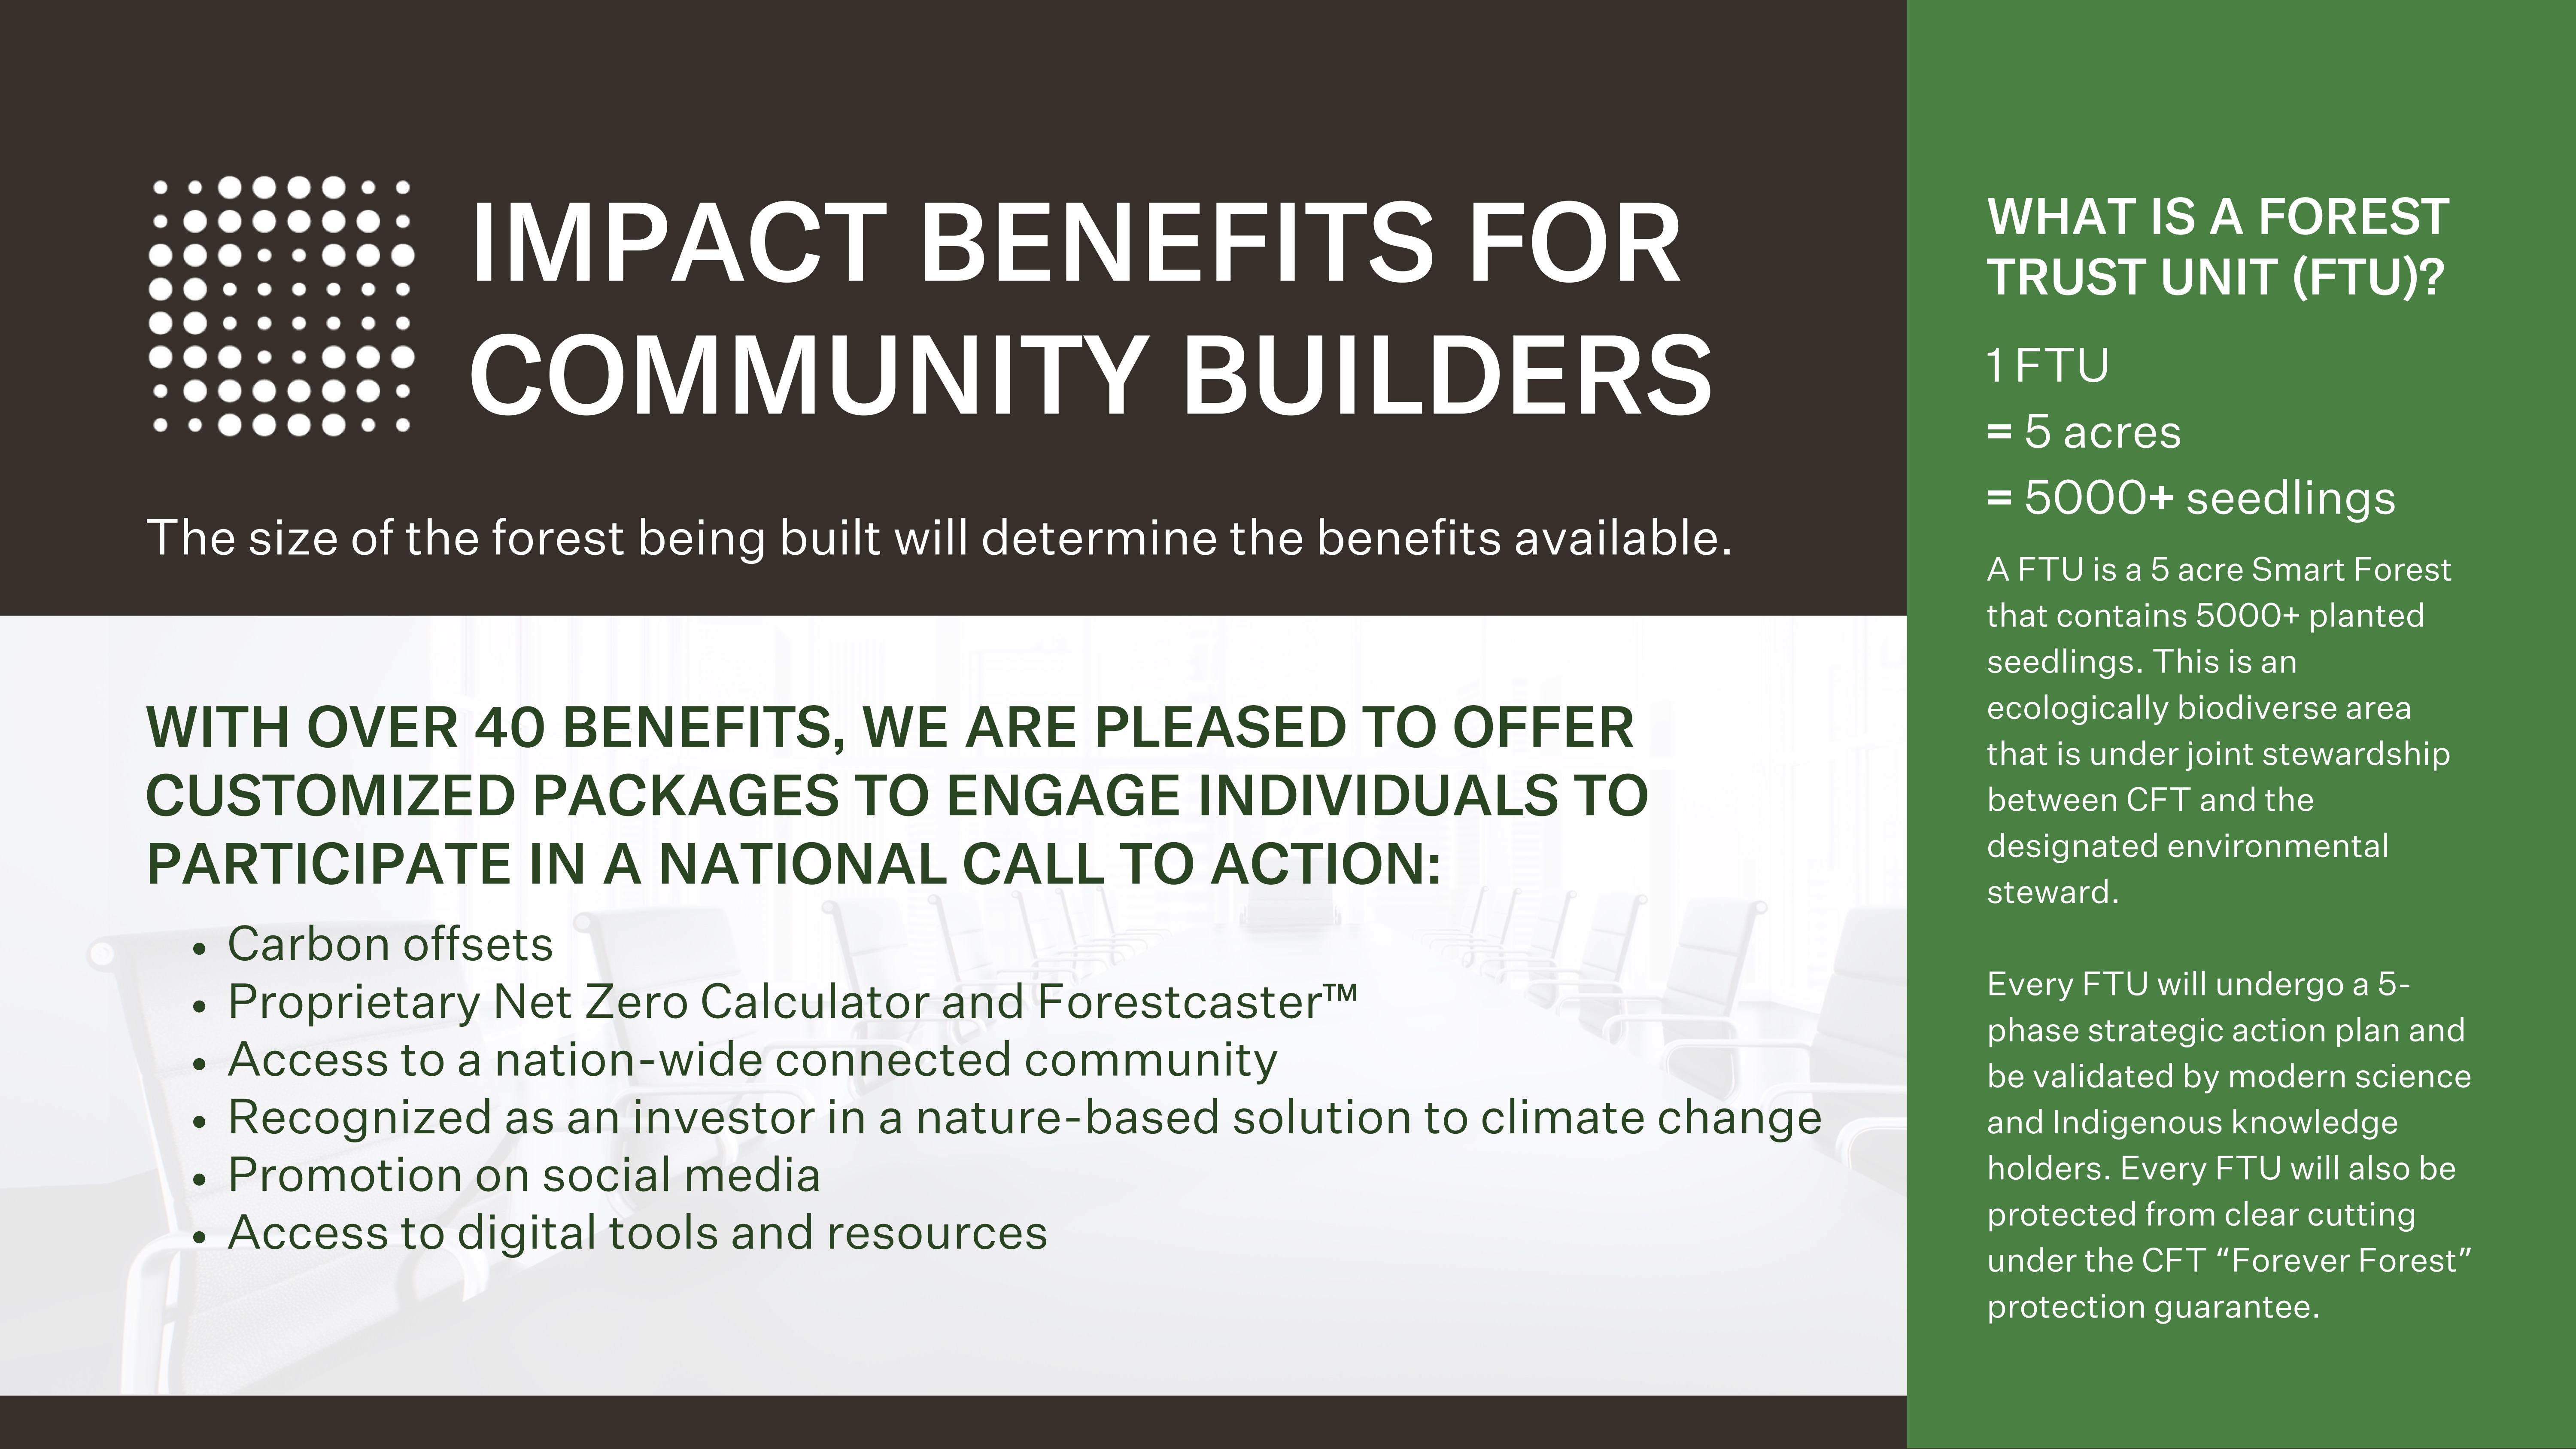 IMPACT BENEFITS FOR
COMMUNITY BUILDERS
The size of the forest being built will determine the benefits available.
WITH OVER 40 BENEFITS, WE ARE PLEASED TO OFFER
CUSTOMIZED PACKAGES TO ENGAGE INDIVIDUALS TO
PARTICIPATE IN A NATIONAL CALL TO ACTION:
• Carbon offsets
• Proprietary Net Zero Calculator and Forestcaster™
• Access to a nation-wide connected community
• Recognized as an investor in a nature-based solution to climate change
• Promotion on social media
• Access to digital tools and resources
WHAT IS A FOREST
TRUST UNIT (FTU)?
1 FTU
= 5 acres
= 5000+ seedlings
A FTU is a 5 acre Smart Forest
that contains 5000+ planted
seedlings. This is an
ecologically biodiverse area
that is under joint stewardship
between CFT and the
designated environmental
steward.
Every FTU will undergo a 5-
phase strategic action plan and
be validated by modern science
and Indigenous knowledge
holders. Every FTU will also be
protected from clear cutting
under the CFT “Forever Forest”
protection guarantee.